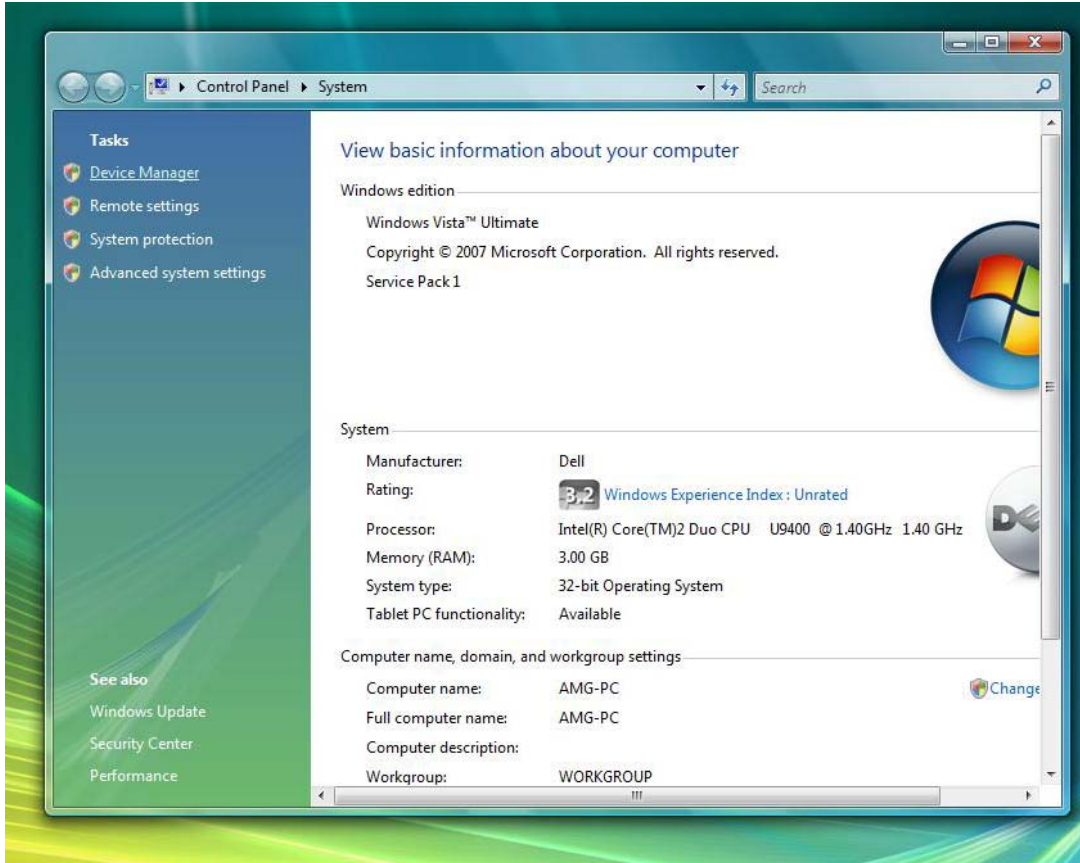 Control Panel ▸ System
Search
Tasks
Device Manager
Remote settings
System protection
Advanced system settings
See also
Windows Update
Security Center
Performance
View basic information about your computer
Windows edition
Windows Vista™ Ultimate
Copyright © 2007 Microsoft Corporation. All rights reserved.
Service Pack 1
System
Manufacturer: Dell
Rating: 3,2 Windows Experience Index : Unrated
Processor: Intel(R) Core(TM)2 Duo CPU U9400 @ 1.40GHz 1.40 GHz
Memory (RAM): 3.00 GB
System type: 32-bit Operating System
Tablet PC functionality: Available
Computer name, domain, and workgroup settings
Computer name: AMG-PC
Change
Full computer name: AMG-PC
Computer description:
Workgroup: WORKGROUP